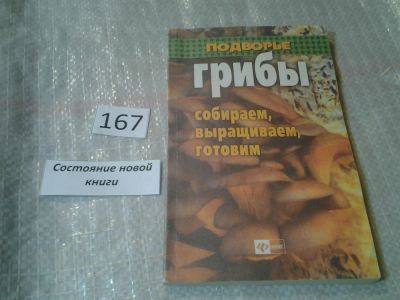 ПОДВОРЬЕ
грибы
собираем,
выращиваем,
готовим
167
Состояние новой
книги